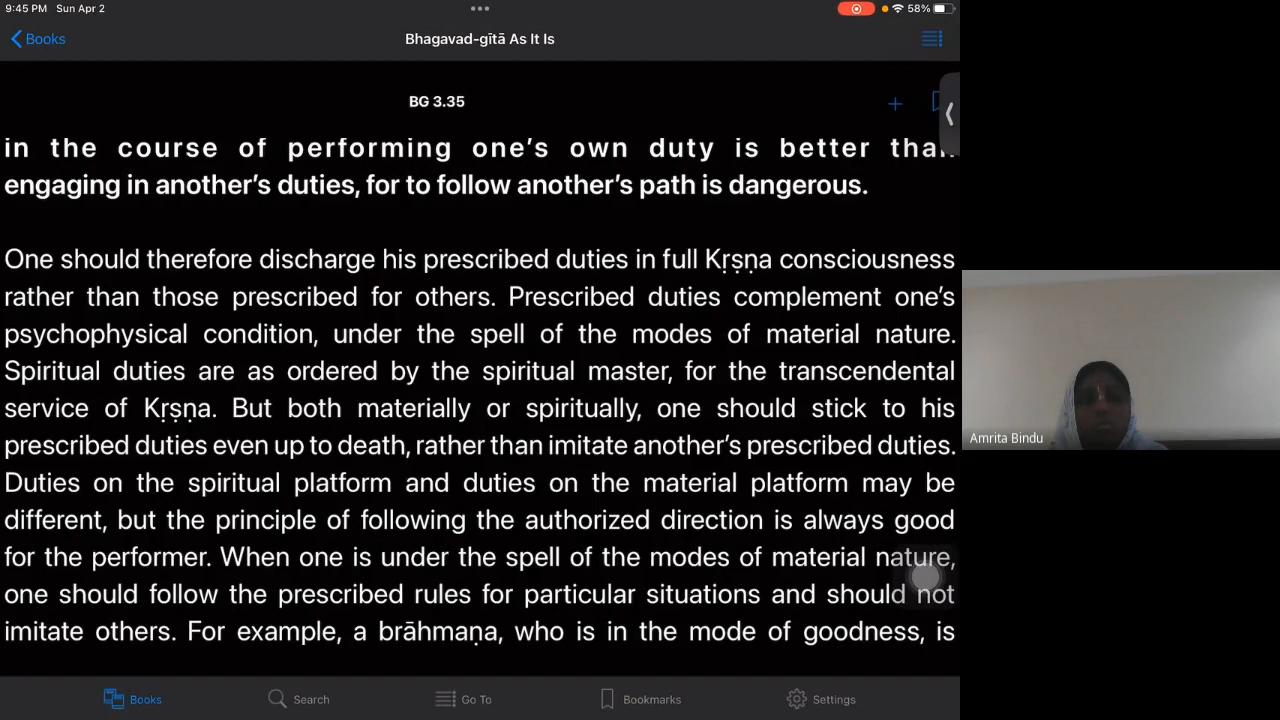 9:45 PM Sun Apr 2
58%
Books
Bhagavad-gītā As It Is
BG 3.35
in the course of performing one’s own duty is better than
engaging in another’s duties, for to follow another’s path is dangerous.
One should therefore discharge his prescribed duties in full Kṛṣṇa consciousness
rather than those prescribed for others. Prescribed duties complement one’s
psychophysical condition, under the spell of the modes of material nature.
Spiritual duties are as ordered by the spiritual master, for the transcendental
service of Kṛṣṇa. But both materially or spiritually, one should stick to his
prescribed duties even up to death, rather than imitate another’s prescribed duties.
Duties on the spiritual platform and duties on the material platform may be
different, but the principle of following the authorized direction is always good
for the performer. When one is under the spell of the modes of material nature,
one should follow the prescribed rules for particular situations and should not
imitate others. For example, a brāhmaṇa, who is in the mode of goodness, is
Amrita Bindu
Books
Search
Go To
Bookmarks
Settings